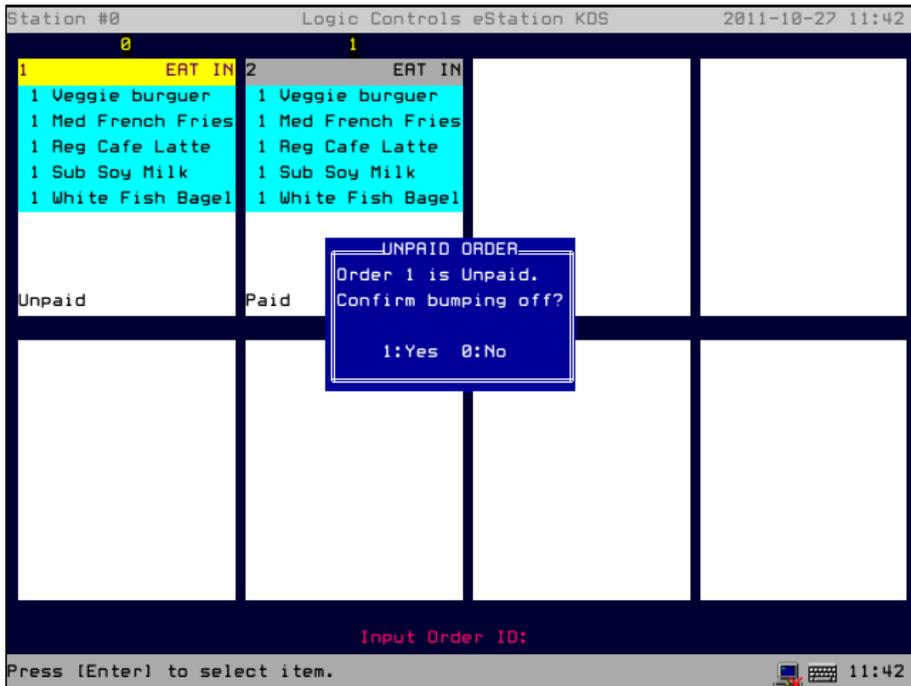 Station #0 Logic Controls eStation KDS 2011-10-27 11:42
0 1
1 EAT IN
1 Veggie burguer
1 Med French Fries
1 Reg Cafe Latte
1 Sub Soy Milk
1 White Fish Bagel
Unpaid
2 EAT IN
1 Veggie burguer
1 Med French Fries
1 Reg Cafe Latte
1 Sub Soy Milk
1 White Fish Bagel
Paid
UNPAID ORDER
Order 1 is Unpaid.
Confirm bumping off?
1:Yes 0:No
Input Order ID:
Press [Enter] to select item. 11:42